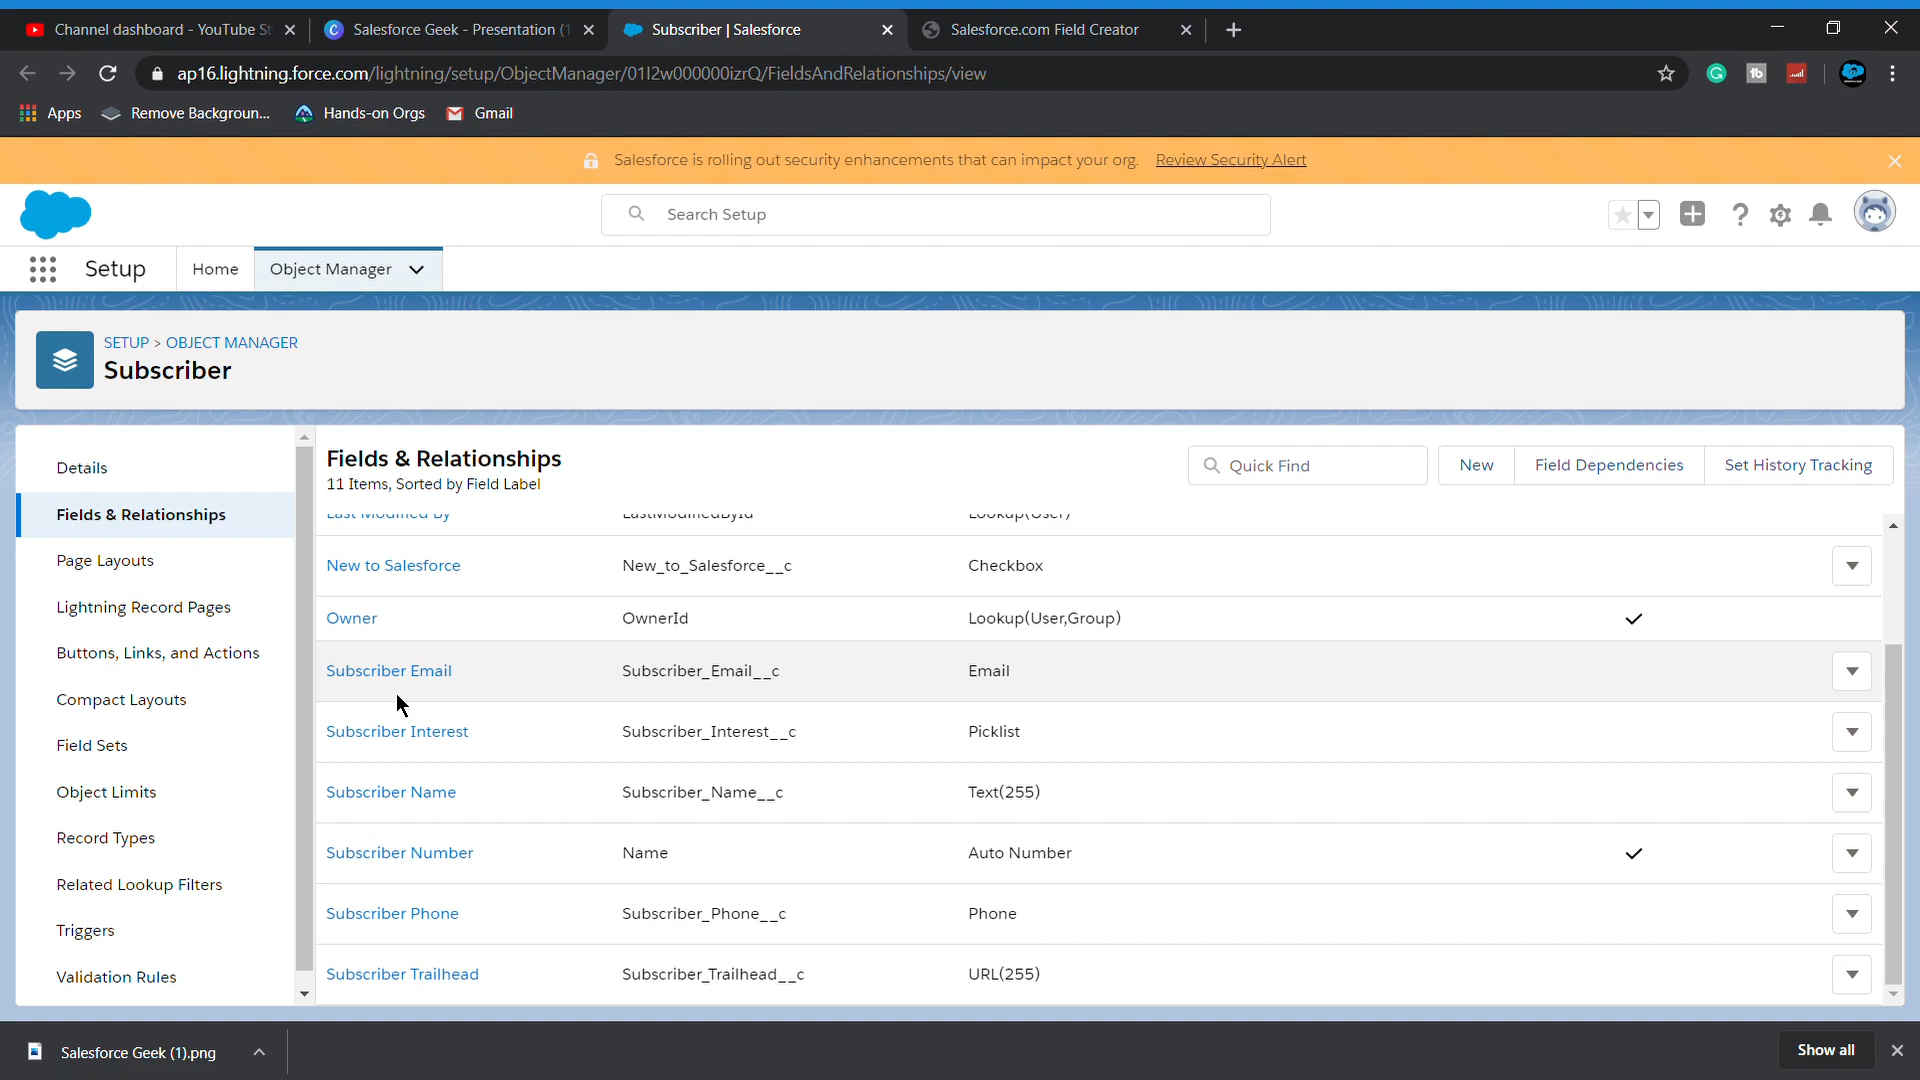 Channel dashboard - YouTube St
Salesforce Geek - Presentation (1
Subscriber | Salesforce
Salesforce.com Field Creator
ap16.lightning.force.com/lightning/setup/ObjectManager/01I2w000000izrQ/FieldsAndRelationships/view
Apps
Remove Backgroun...
Hands-on Orgs
Gmail
Salesforce is rolling out security enhancements that can impact your org. Review Security Alert
Search Setup
Setup
Home
Object Manager
SETUP > OBJECT MANAGER
Subscriber
Details
Fields & Relationships
Page Layouts
Lightning Record Pages
Buttons, Links, and Actions
Compact Layouts
Field Sets
Object Limits
Record Types
Related Lookup Filters
Triggers
Validation Rules
Fields & Relationships
11 Items, Sorted by Field Label
Quick Find
New
Field Dependencies
Set History Tracking
Last Modified By LastModifiedById Lookup(User)
New to Salesforce New_to_Salesforce__c Checkbox
Owner OwnerId Lookup(User,Group)
Subscriber Email Subscriber_Email__c Email
Subscriber Interest Subscriber_Interest__c Picklist
Subscriber Name Subscriber_Name__c Text(255)
Subscriber Number Name Auto Number
Subscriber Phone Subscriber_Phone__c Phone
Subscriber Trailhead Subscriber_Trailhead__c URL(255)
Salesforce Geek (1).png
Show all